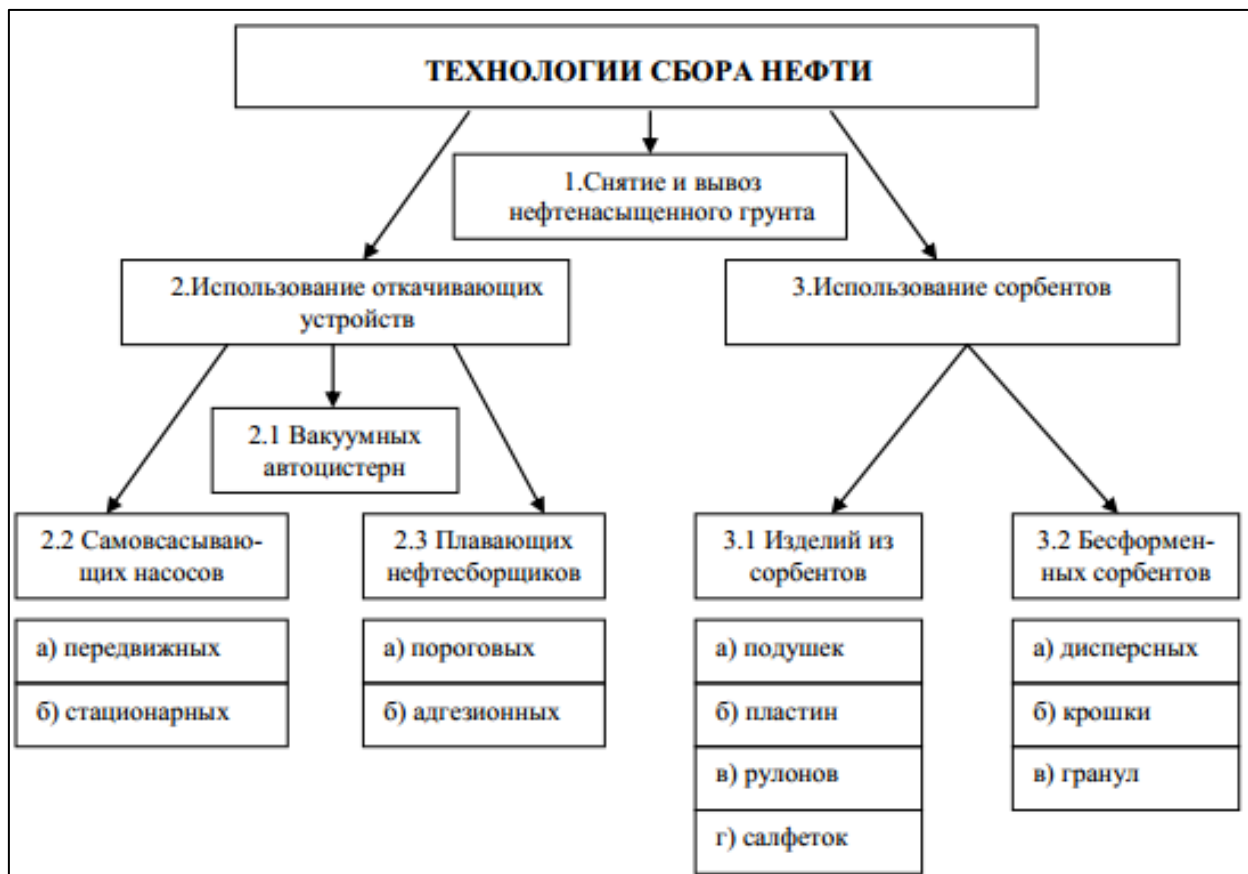 ТЕХНОЛОГИИ СБОРА НЕФТИ
1.Снятие и вывоз
нефтенасыщенного грунта
2.Использование откачивающих
устройств
3.Использование сорбентов
2.1 Вакуумных
автоцистерн
2.2 Самовсасываю-
щих насосов
2.3 Плавающих
нефтесборщиков
3.1 Изделий из
сорбентов
3.2 Бесформен-
ных сорбентов
а) передвижных
б) стационарных
а) пороговых
б) адгезионных
а) подушек
б) пластин
в) рулонов
г) салфеток
а) дисперсных
б) крошки
в) гранул